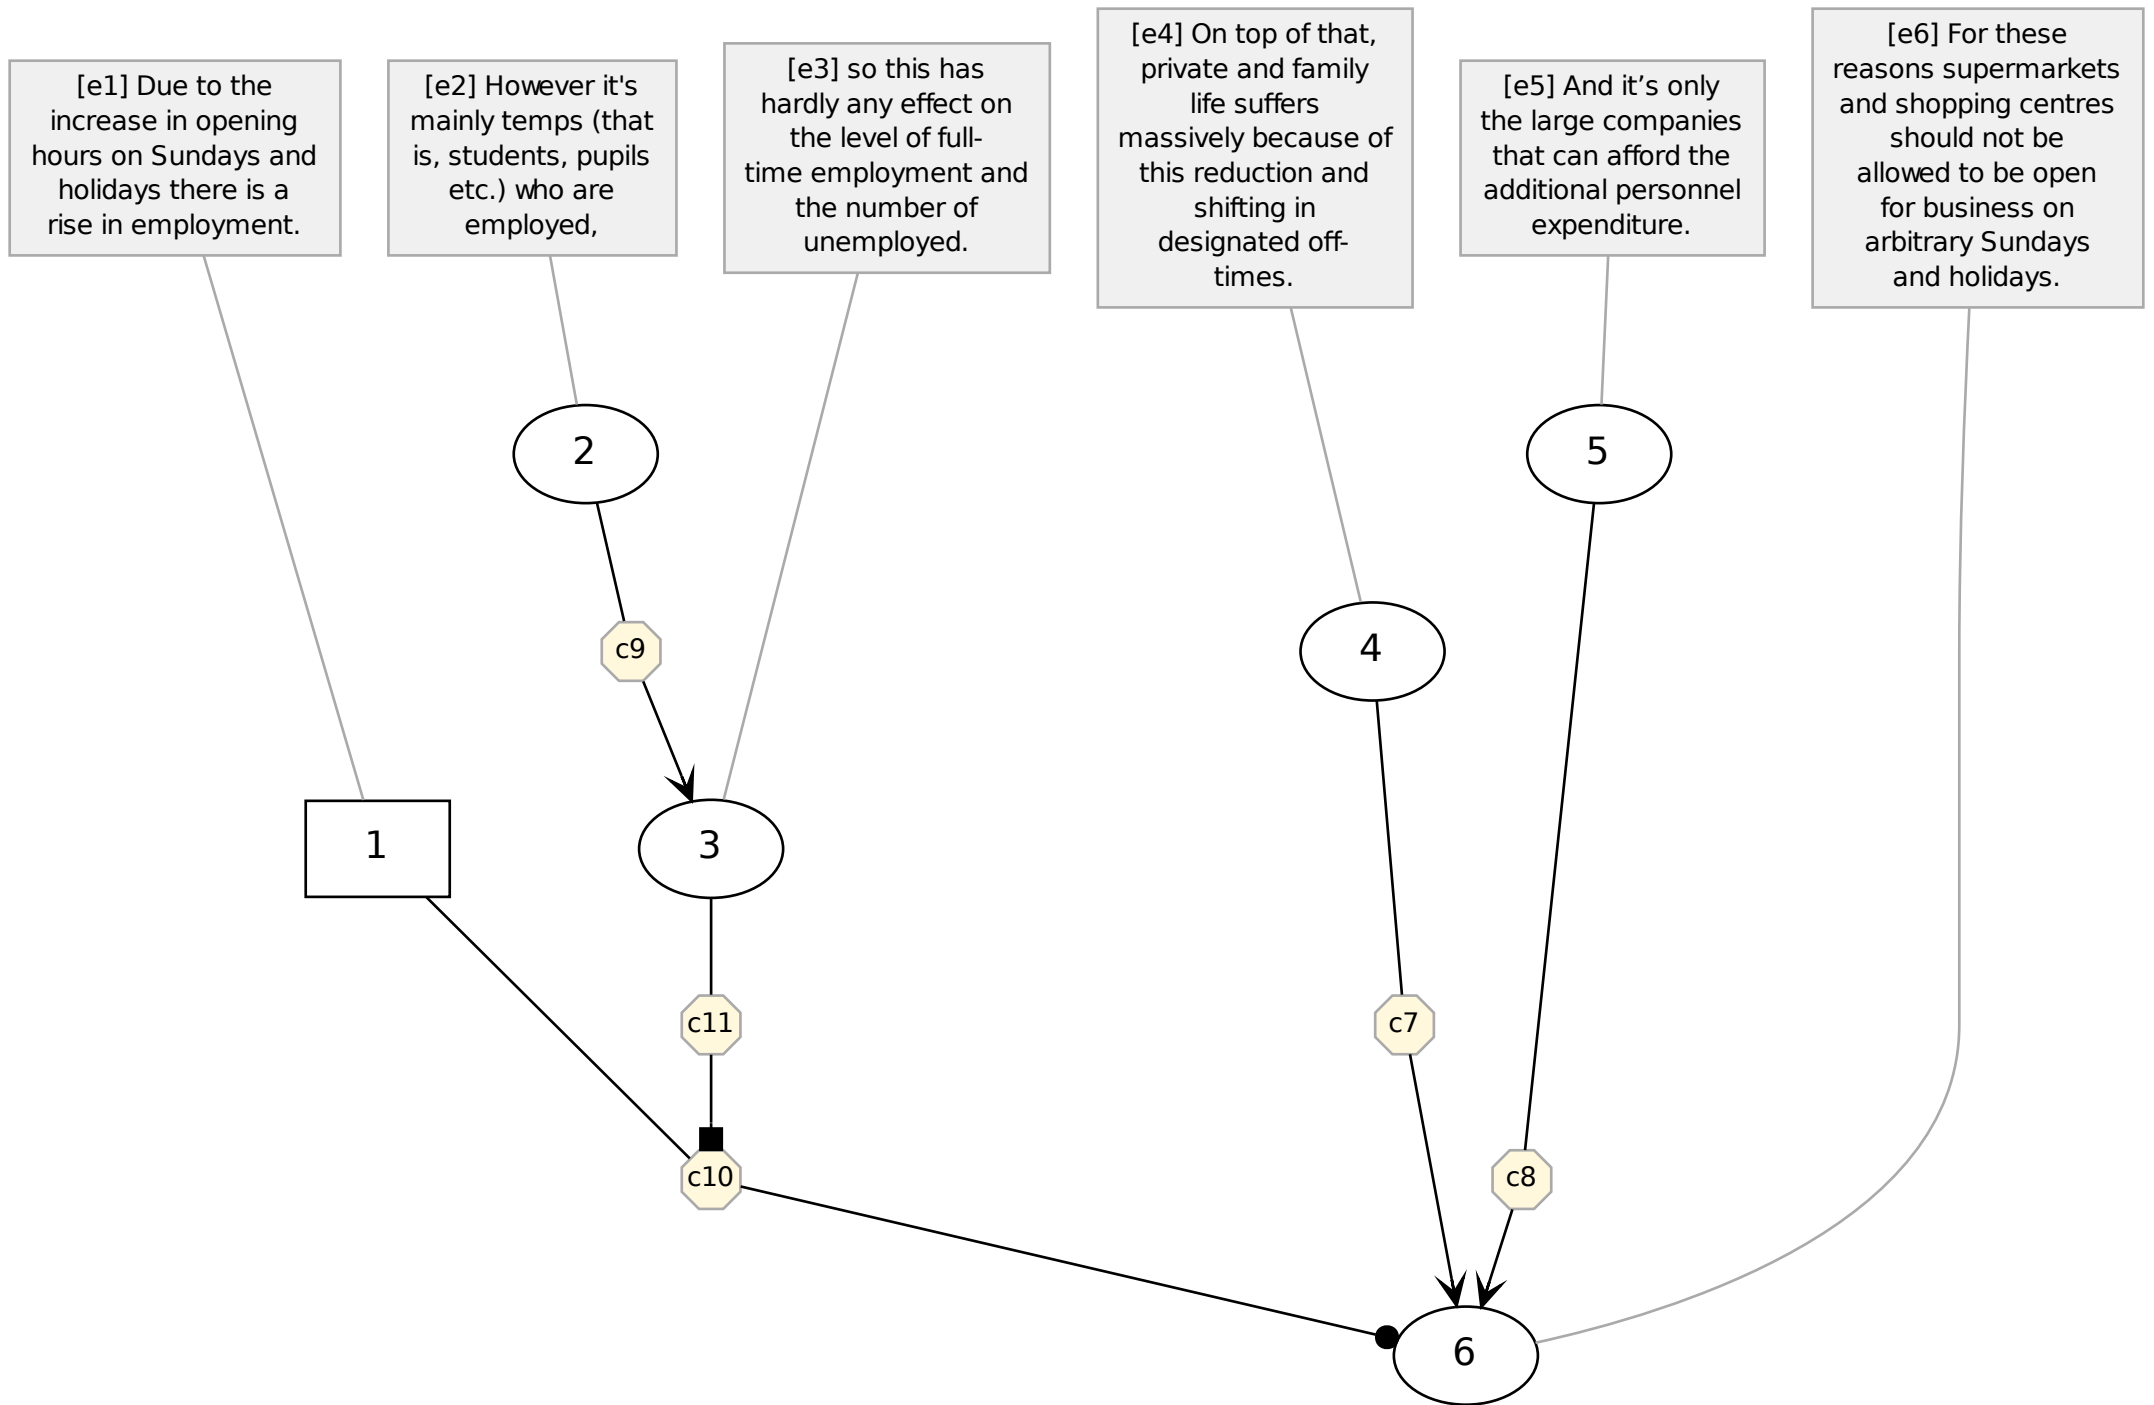 [e1] Due to the
increase in opening
hours on Sundays and
holidays there is a
rise in employment.
[e2] However it's
mainly temps (that
is, students, pupils
etc.) who are
employed,
[e3] so this has
hardly any effect on
the level of full-
time employment and
the number of
unemployed.
[e4] On top of that,
private and family
life suffers
massively because of
this reduction and
shifting in
designated off-
times.
[e5] And it’s only
the large companies
that can afford the
additional personnel
expenditure.
[e6] For these
reasons supermarkets
and shopping centres
should not be
allowed to be open
for business on
arbitrary Sundays
and holidays.
2
5
c9
4
1
3
c11
c7
c10
c8
6